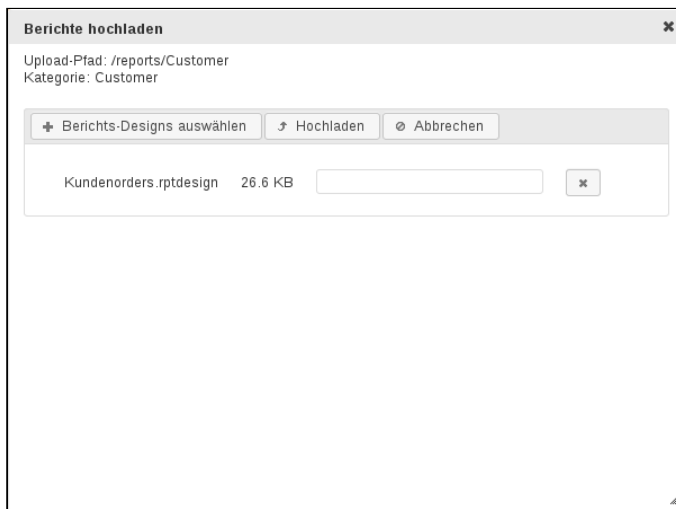 Berichte hochladen
Upload-Pfad: /reports/Customer
Kategorie: Customer
Berichts-Designs auswählen Hochladen Abbrechen
Kundenorders.rptdesign 26.6 KB